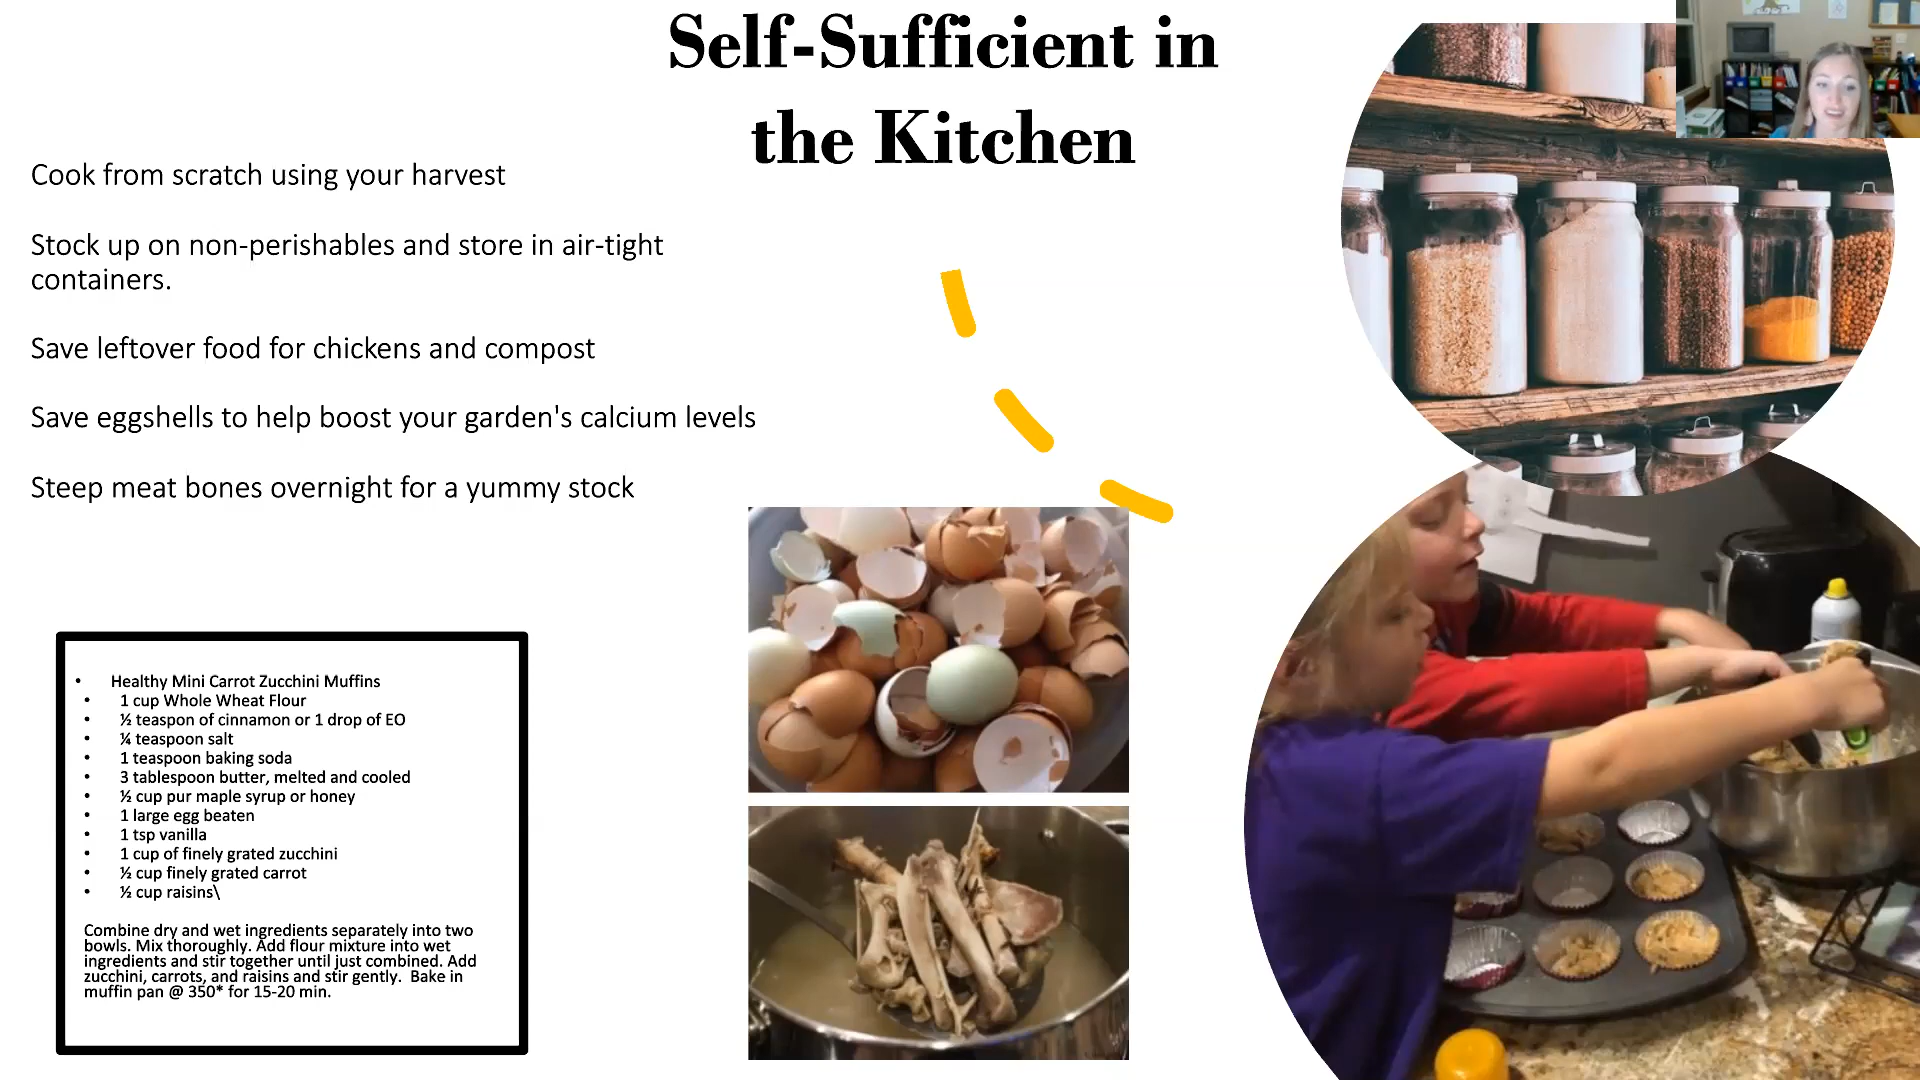 Self-Sufficient in
the Kitchen
Cook from scratch using your harvest
Stock up on non-perishables and store in air-tight
containers.
Save leftover food for chickens and compost
Save eggshells to help boost your garden's calcium levels
Steep meat bones overnight for a yummy stock
• Healthy Mini Carrot Zucchini Muffins
• 1 cup Whole Wheat Flour
• ½ teaspon of cinnamon or 1 drop of EO
• ¼ teaspoon salt
• 1 teaspoon baking soda
• 3 tablespoon butter, melted and cooled
• ½ cup pur maple syrup or honey
• 1 large egg beaten
• 1 tsp vanilla
• 1 cup of finely grated zucchini
• ½ cup finely grated carrot
• ½ cup raisins\
Combine dry and wet ingredients separately into two
bowls. Mix thoroughly. Add flour mixture into wet
ingredients and stir together until just combined. Add
zucchini, carrots, and raisins and stir gently. Bake in
muffin pan @ 350* for 15-20 min.